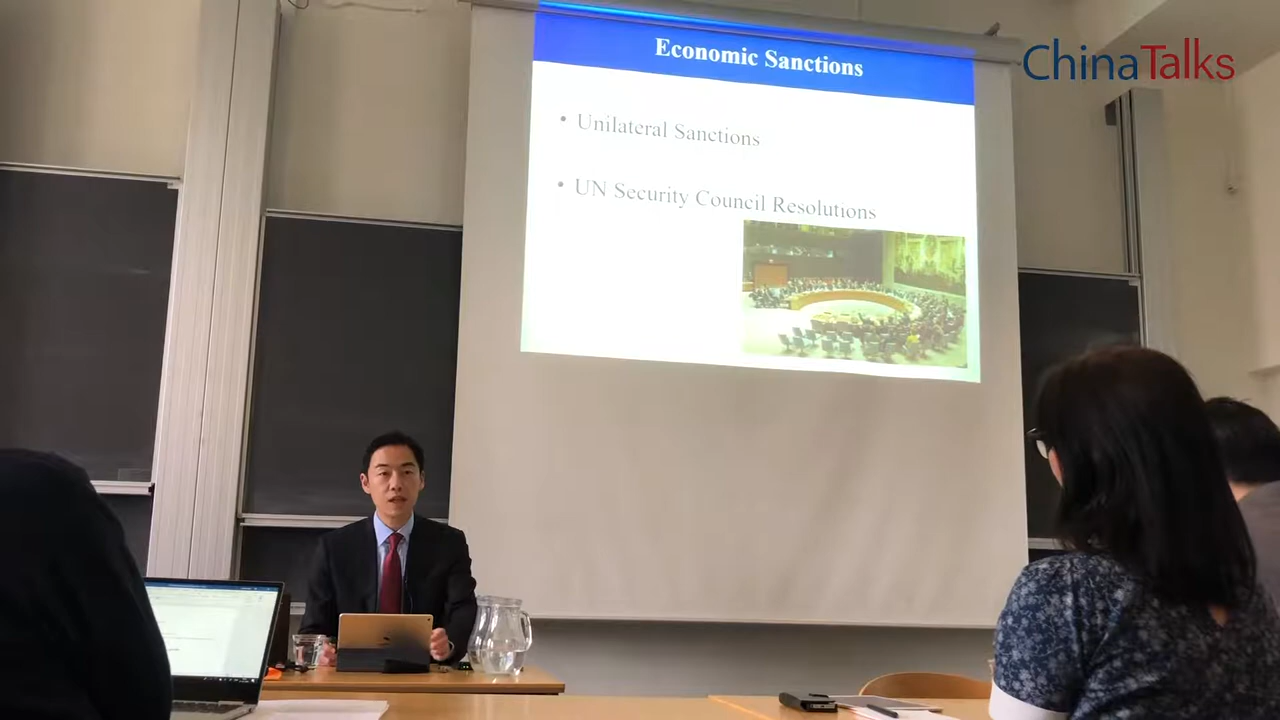 Economic Sanctions
ChinaTalks
• Unilateral Sanctions
• UN Security Council Resolutions